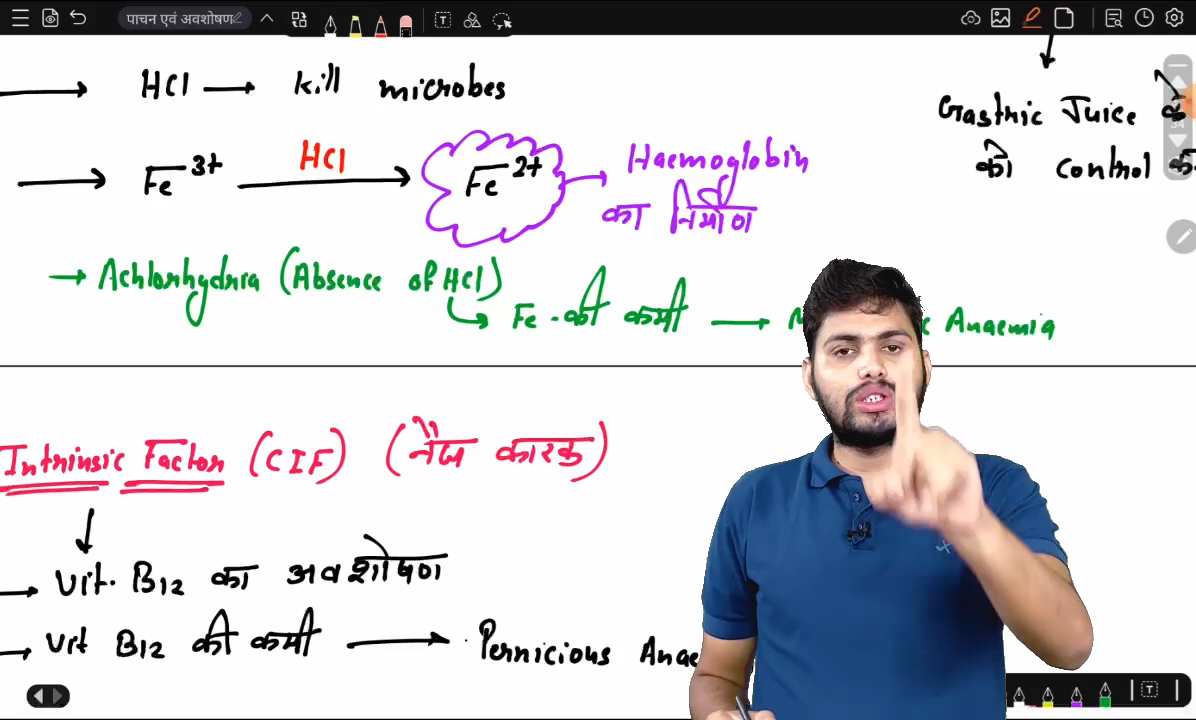 पाचन एवं अवशोषण
HCl → kill microbes
Gastric Juice
को control
Fe3+ HCl → Fe2+ → Haemoglobin
का निर्माण
→ Achlorhydria (Absence of HCl)
Fe-की कमी → Anaemia
Intrinsic Factor (CIF) (नैज कारक)
→ Vit. B12 का अवशोषण
→ Vit B12 की कमी → Pernicious